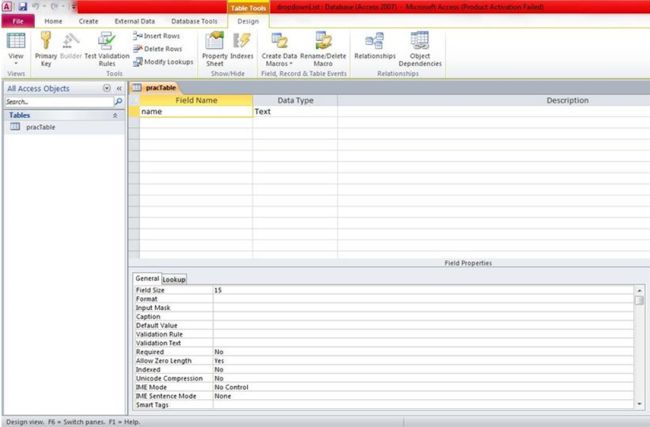 Table Tools
dropdownList : Database (Access 2007) - Microsoft Access (Product Activation Failed)
File Home Create External Data Database Tools Design
View
Primary Key
Builder
Test Validation Rules
Insert Rows
Delete Rows
Modify Lookups
Property Sheet
Indexes
Create Data Macros
Rename/Delete Macro
Relationships
Object Dependencies
Views Tools Show/Hide Field, Record & Table Events Relationships
All Access Objects
Search...
Tables
pracTable
pracTable
Field Name Data Type Description
name Text
Field Properties
General Lookup
Field Size 15
Format
Input Mask
Caption
Default Value
Validation Rule
Validation Text
Required No
Allow Zero Length Yes
Indexed No
Unicode Compression No
IME Mode No Control
IME Sentence Mode None
Smart Tags
Design view. F6 = Switch panes. F1 = Help.